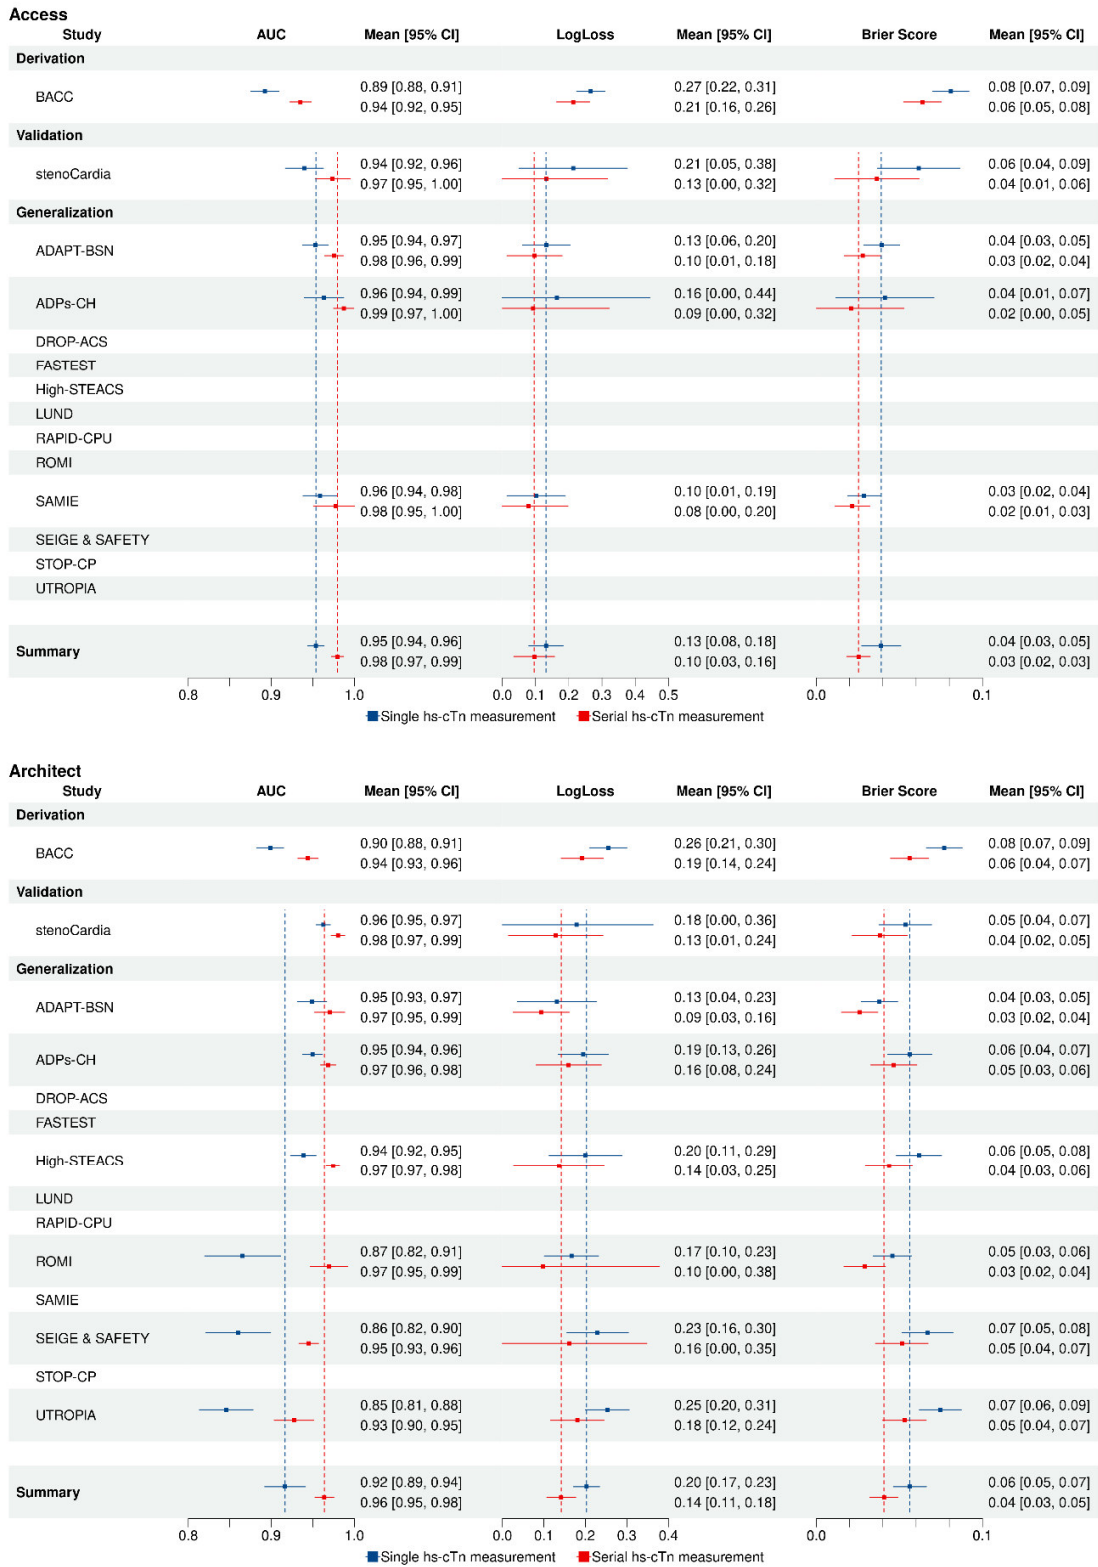 Access
Study AUC Mean [95% CI] LogLoss Mean [95% CI] Brier Score Mean [95% CI]
Derivation
BACC 0.89 [0.88, 0.91] 0.27 [0.22, 0.31] 0.08 [0.07, 0.09]
0.94 [0.92, 0.95] 0.21 [0.16, 0.26] 0.06 [0.05, 0.08]
Validation
stenoCardia 0.94 [0.92, 0.96] 0.21 [0.05, 0.38] 0.06 [0.04, 0.09]
0.97 [0.95, 1.00] 0.13 [0.00, 0.32] 0.04 [0.01, 0.06]
Generalization
ADAPT-BSN 0.95 [0.94, 0.97] 0.13 [0.06, 0.20] 0.04 [0.03, 0.05]
0.98 [0.96, 0.99] 0.10 [0.01, 0.18] 0.03 [0.02, 0.04]
ADPs-CH 0.96 [0.94, 0.99] 0.16 [0.00, 0.44] 0.04 [0.01, 0.07]
0.99 [0.97, 1.00] 0.09 [0.00, 0.32] 0.02 [0.00, 0.05]
DROP-ACS
FASTEST
High-STEACS
LUND
RAPID-CPU
ROMI
SAMIE 0.96 [0.94, 0.98] 0.10 [0.01, 0.19] 0.03 [0.02, 0.04]
0.98 [0.95, 1.00] 0.08 [0.00, 0.20] 0.02 [0.01, 0.03]
SEIGE & SAFETY
STOP-CP
UTROPIA
Summary 0.95 [0.94, 0.96] 0.13 [0.08, 0.18] 0.04 [0.03, 0.05]
0.98 [0.97, 0.99] 0.10 [0.03, 0.16] 0.03 [0.02, 0.03]
0.8 0.9 1.0 0.0 0.1 0.2 0.3 0.4 0.5 0.0 0.1
Single hs-cTn measurement Serial hs-cTn measurement
Architect
Study AUC Mean [95% CI] LogLoss Mean [95% CI] Brier Score Mean [95% CI]
Derivation
BACC 0.90 [0.88, 0.91] 0.26 [0.21, 0.30] 0.08 [0.07, 0.09]
0.94 [0.93, 0.96] 0.19 [0.14, 0.24] 0.06 [0.04, 0.07]
Validation
stenoCardia 0.96 [0.95, 0.97] 0.18 [0.00, 0.36] 0.05 [0.04, 0.07]
0.98 [0.97, 0.99] 0.13 [0.01, 0.24] 0.04 [0.02, 0.05]
Generalization
ADAPT-BSN 0.95 [0.93, 0.97] 0.13 [0.04, 0.23] 0.04 [0.03, 0.05]
0.97 [0.95, 0.99] 0.09 [0.03, 0.16] 0.03 [0.02, 0.04]
ADPs-CH 0.95 [0.94, 0.96] 0.19 [0.13, 0.26] 0.06 [0.04, 0.07]
0.97 [0.96, 0.98] 0.16 [0.08, 0.24] 0.05 [0.03, 0.06]
DROP-ACS
FASTEST
High-STEACS 0.94 [0.92, 0.95] 0.20 [0.11, 0.29] 0.06 [0.05, 0.08]
0.97 [0.97, 0.98] 0.14 [0.03, 0.25] 0.04 [0.03, 0.06]
LUND
RAPID-CPU
ROMI 0.87 [0.82, 0.91] 0.17 [0.10, 0.23] 0.05 [0.03, 0.06]
0.97 [0.95, 0.99] 0.10 [0.00, 0.38] 0.03 [0.02, 0.04]
SAMIE
SEIGE & SAFETY 0.86 [0.82, 0.90] 0.23 [0.16, 0.30] 0.07 [0.05, 0.08]
0.95 [0.93, 0.96] 0.16 [0.00, 0.35] 0.05 [0.04, 0.07]
STOP-CP
UTROPIA 0.85 [0.81, 0.88] 0.25 [0.20, 0.31] 0.07 [0.06, 0.09]
0.93 [0.90, 0.95] 0.18 [0.12, 0.24] 0.05 [0.04, 0.07]
Summary 0.92 [0.89, 0.94] 0.20 [0.17, 0.23] 0.06 [0.05, 0.07]
0.96 [0.95, 0.98] 0.14 [0.11, 0.18] 0.04 [0.03, 0.05]
0.8 0.9 1.0 0.0 0.1 0.2 0.3 0.4 0.0 0.1
Single hs-cTn measurement Serial hs-cTn measurement